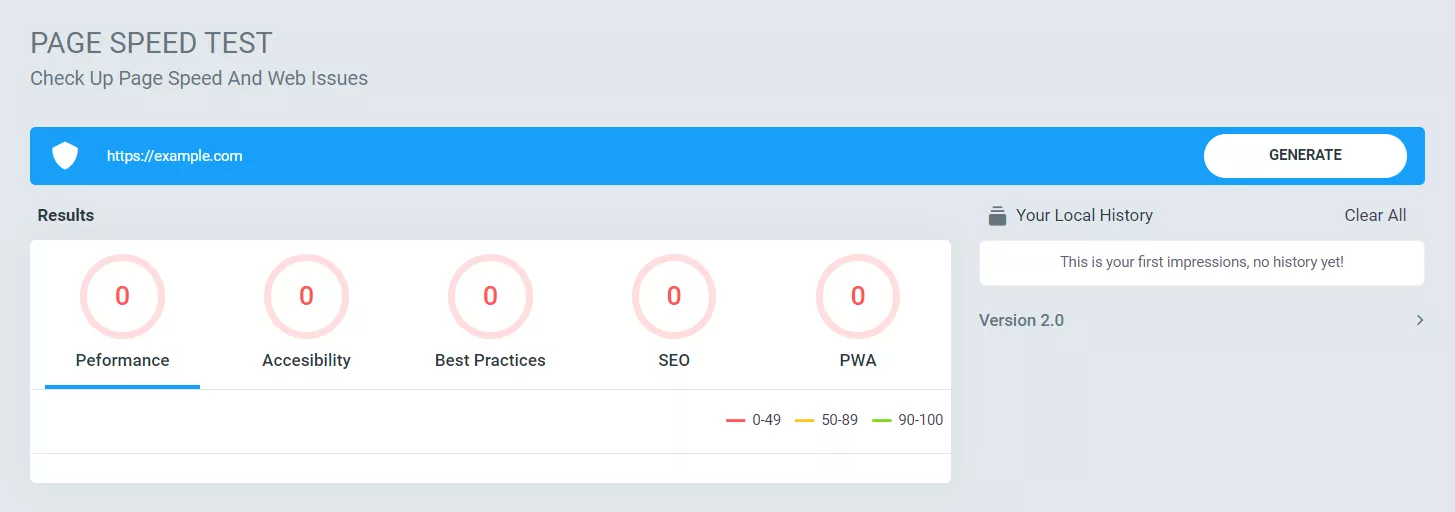 PAGE SPEED TEST
Check Up Page Speed And Web Issues
https://example.com
GENERATE
Results
Your Local History
Clear All
0
0
0
0
0
Peformance
Accesibility
Best Practices
SEO
PWA
This is your first impressions, no history yet!
Version 2.0
0-49
50-89
90-100